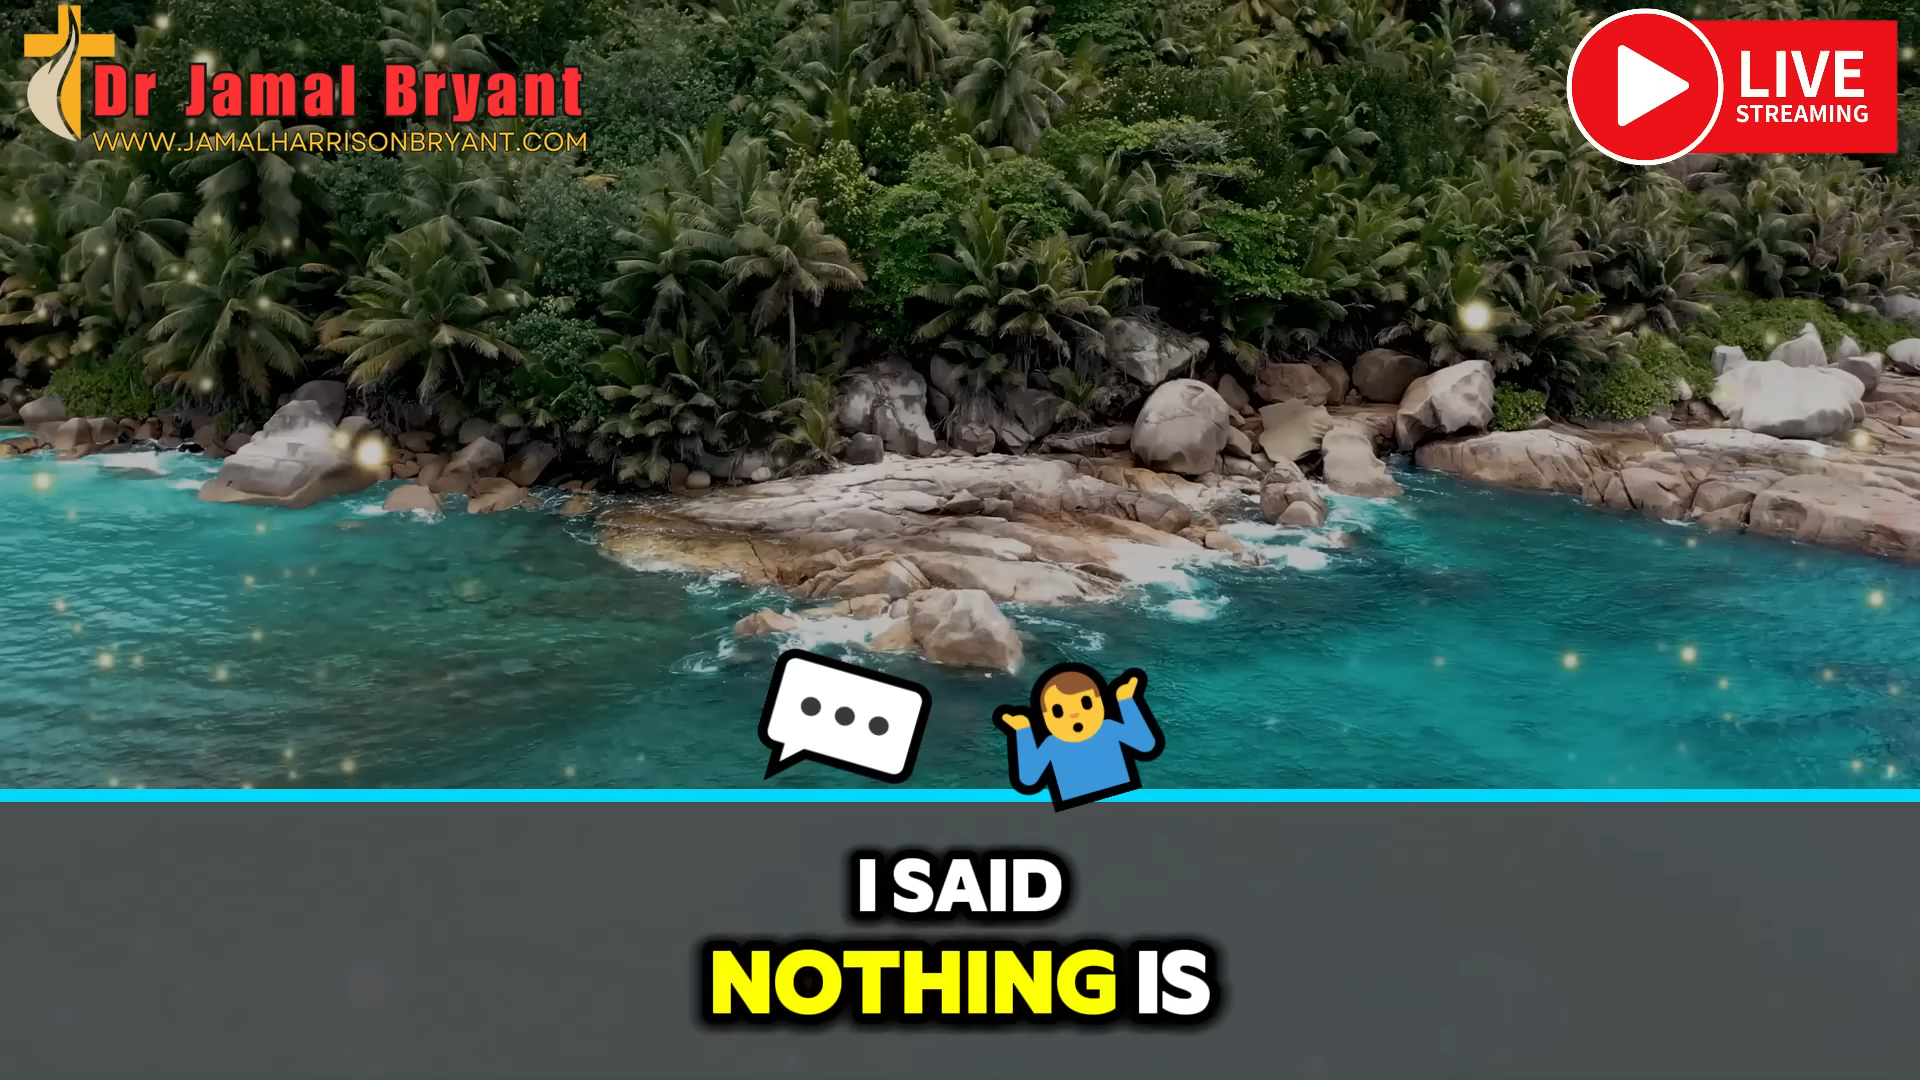 Dr Jamal Bryant
WWW.JAMALHARRISONBRYANT.COM
LIVE
STREAMING
I SAID
NOTHING IS